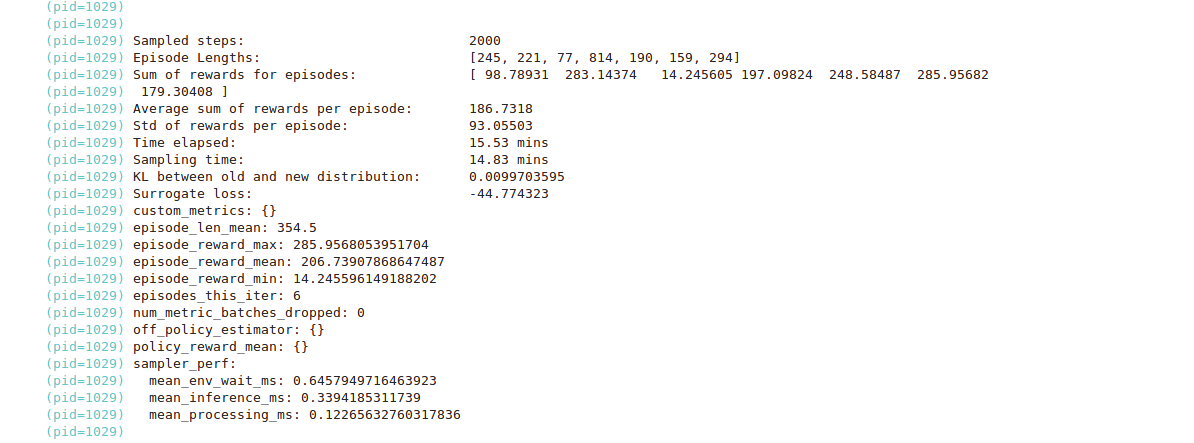 (pid=1029)
(pid=1029)
(pid=1029) Sampled steps: 2000
(pid=1029) Episode Lengths: [245, 221, 77, 814, 190, 159, 294]
(pid=1029) Sum of rewards for episodes: [ 98.78931 283.14374 14.245605 197.09824 248.58487 285.95682
(pid=1029) 179.30408 ]
(pid=1029) Average sum of rewards per episode: 186.7318
(pid=1029) Std of rewards per episode: 93.05503
(pid=1029) Time elapsed: 15.53 mins
(pid=1029) Sampling time: 14.83 mins
(pid=1029) KL between old and new distribution: 0.0099703595
(pid=1029) Surrogate loss: -44.774323
(pid=1029) custom_metrics: {}
(pid=1029) episode_len_mean: 354.5
(pid=1029) episode_reward_max: 285.9568053951704
(pid=1029) episode_reward_mean: 206.73907868647487
(pid=1029) episode_reward_min: 14.245596149188202
(pid=1029) episodes_this_iter: 6
(pid=1029) num_metric_batches_dropped: 0
(pid=1029) off_policy_estimator: {}
(pid=1029) policy_reward_mean: {}
(pid=1029) sampler_perf:
(pid=1029) mean_env_wait_ms: 0.6457949716463923
(pid=1029) mean_inference_ms: 0.3394185311739
(pid=1029) mean_processing_ms: 0.12265632760317836
(pid=1029)